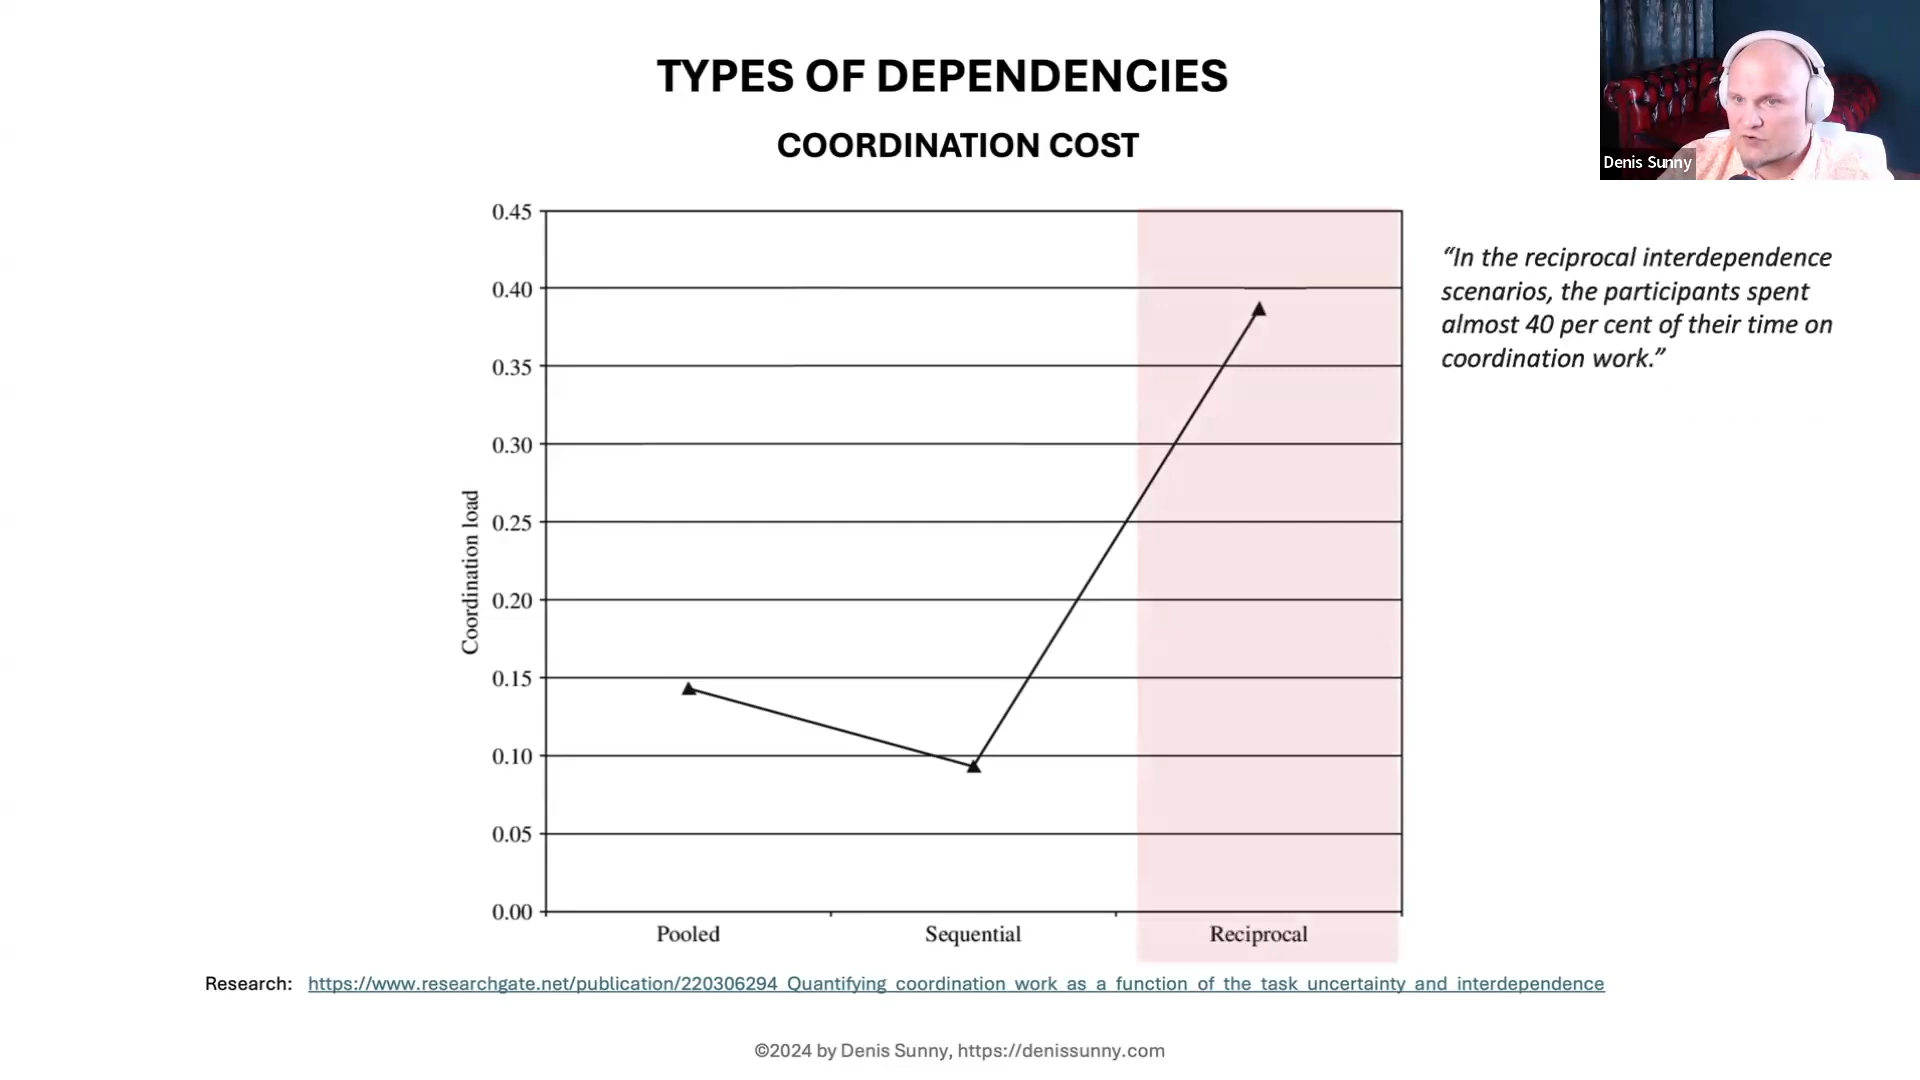 TYPES OF DEPENDENCIES
COORDINATION COST
Denis Sunny
0.45
0.40
0.35
0.30
0.25
0.20
0.15
0.10
0.05
0.00
Coordination load
Pooled
Sequential
Reciprocal
“In the reciprocal interdependence
scenarios, the participants spent
almost 40 per cent of their time on
coordination work.”
Research: https://www.researchgate.net/publication/220306294_Quantifying_coordination_work_as_a_function_of_the_task_uncertainty_and_interdependence
©2024 by Denis Sunny, https://denissunny.com